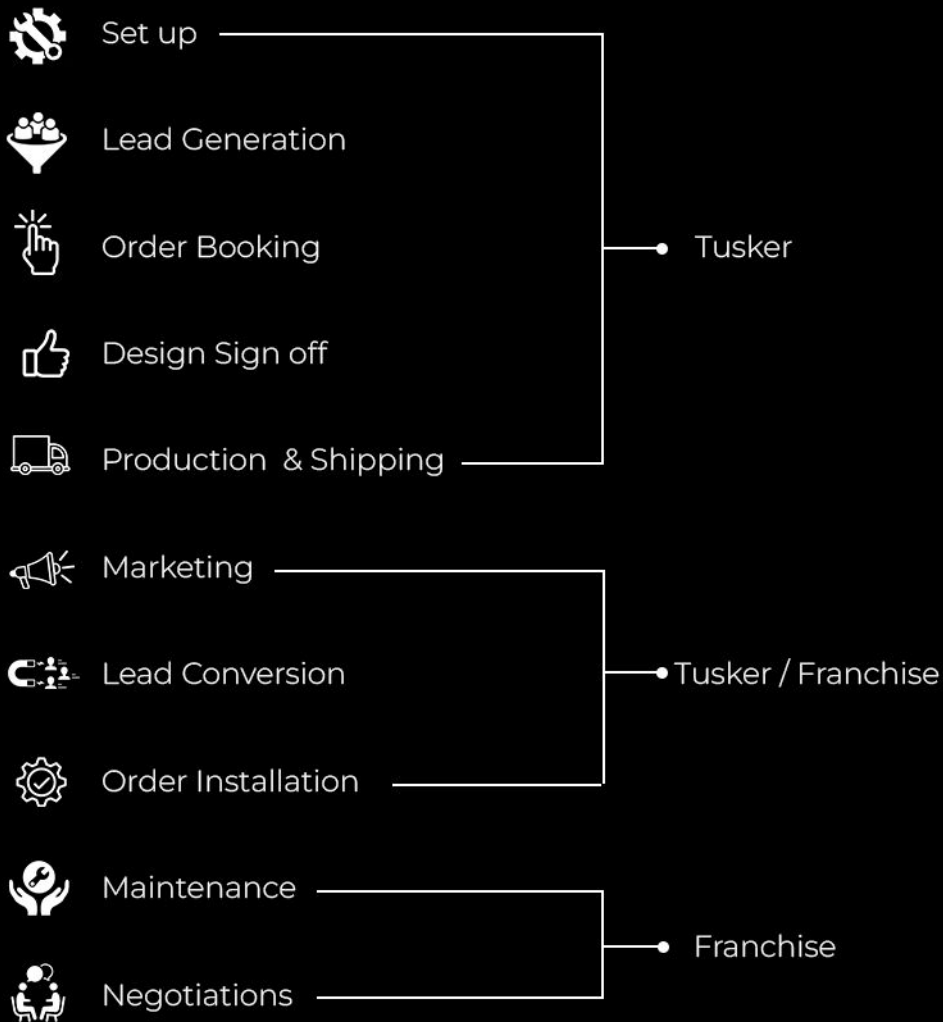 Set up
Lead Generation
Order Booking
Tusker
Design Sign off
Production & Shipping
Marketing
Lead Conversion
Tusker / Franchise
Order Installation
Maintenance
Franchise
Negotiations